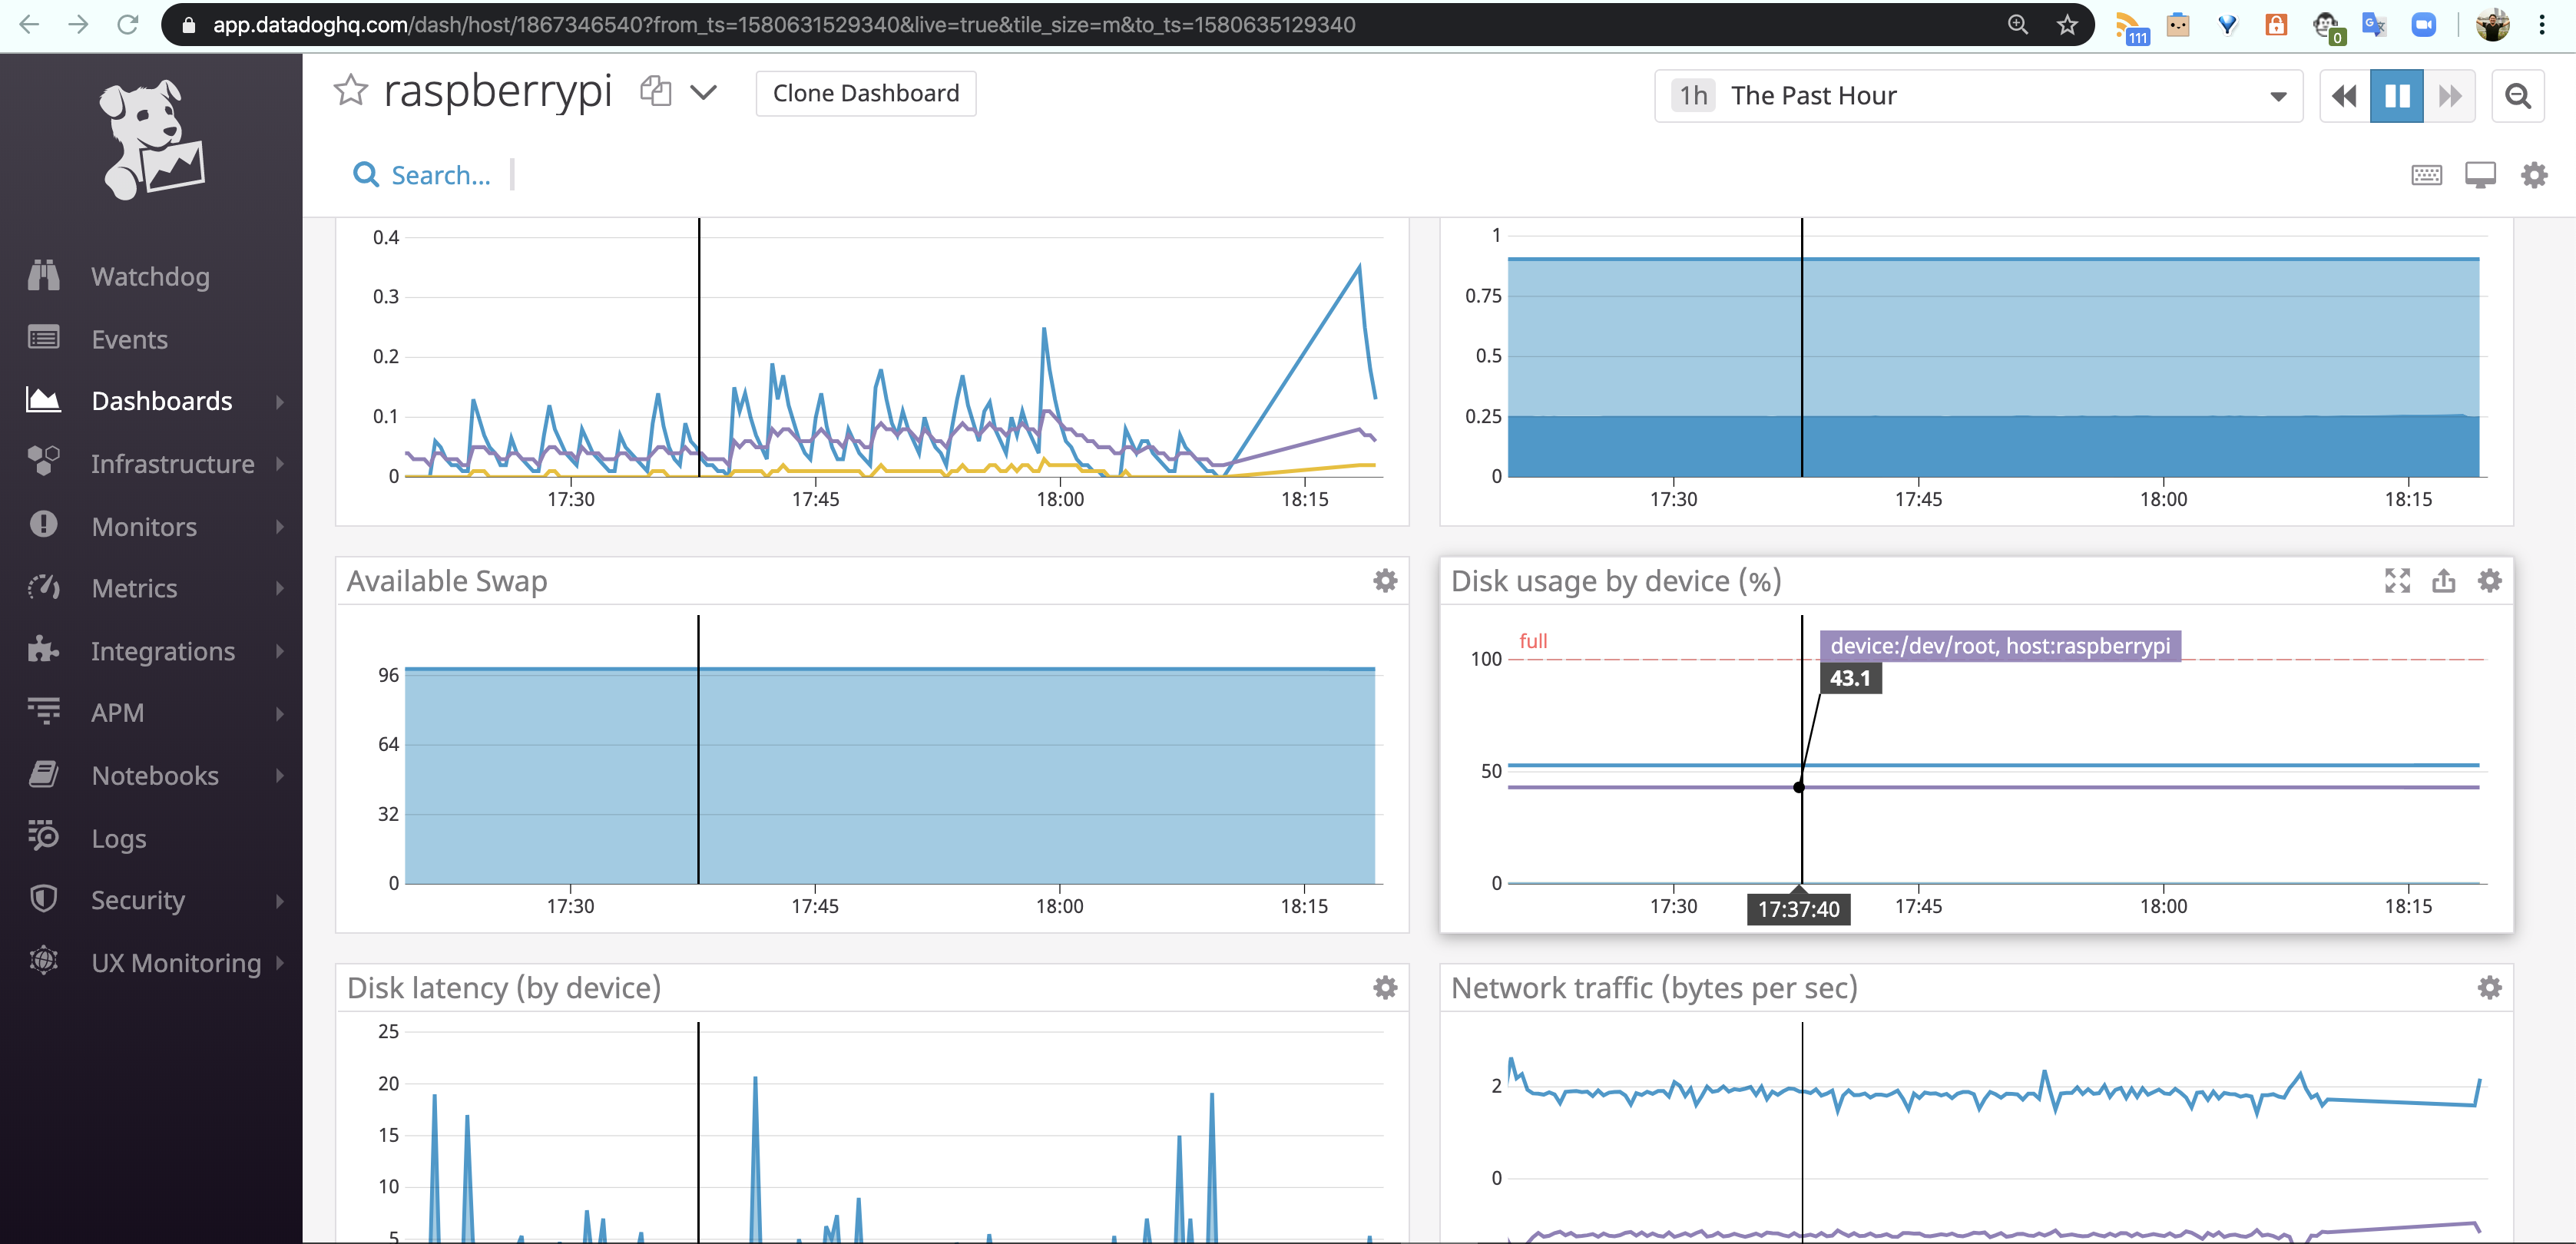 app.datadoghq.com/dash/host/1867346540?from_ts=1580631529340&live=true&tile_size=m&to_ts=1580635129340
111
0
raspberrypi
Clone Dashboard
1h The Past Hour
Search...
Watchdog
Events
Dashboards
Infrastructure
Monitors
Metrics
Integrations
APM
Notebooks
Logs
Security
UX Monitoring
0.4
0.3
0.2
0.1
0
17:30 17:45 18:00 18:15
1
0.75
0.5
0.25
0
17:30 17:45 18:00 18:15
Available Swap
96
64
32
0
17:30 17:45 18:00 18:15
Disk usage by device (%)
full
100
device:/dev/root, host:raspberrypi
43.1
50
0
17:30 17:37:40 17:45 18:00 18:15
Disk latency (by device)
25
20
15
10
5
Network traffic (bytes per sec)
2
0